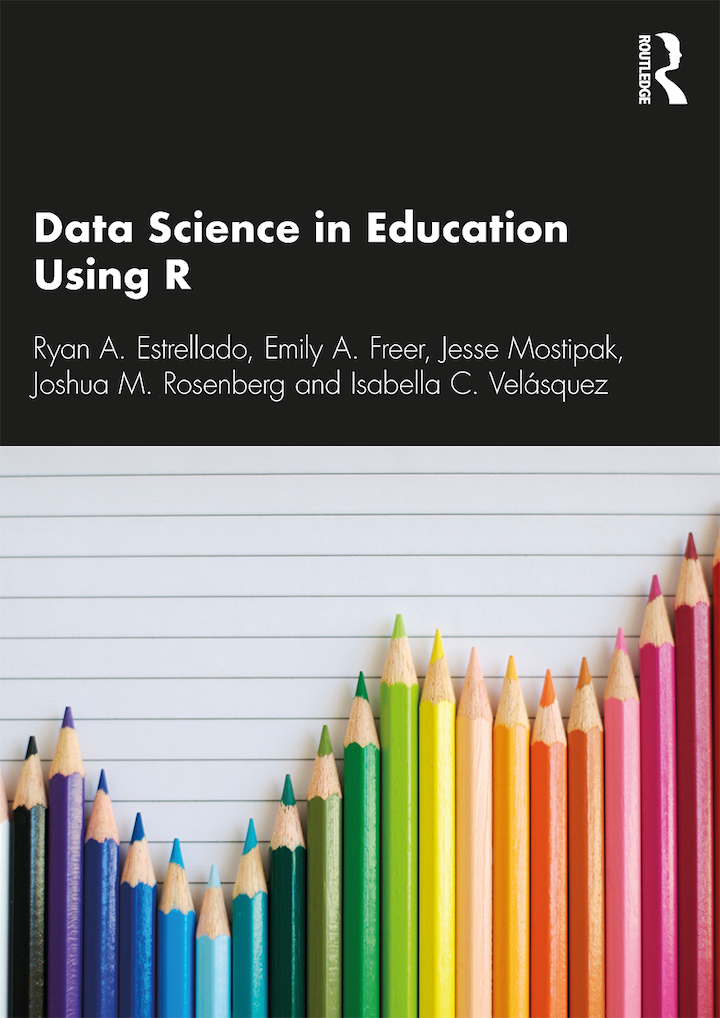 ROUTLEDGE
Data Science in Education
Using R
Ryan A. Estrellado, Emily A. Freer, Jesse Mostipak,
Joshua M. Rosenberg and Isabella C. Velásquez